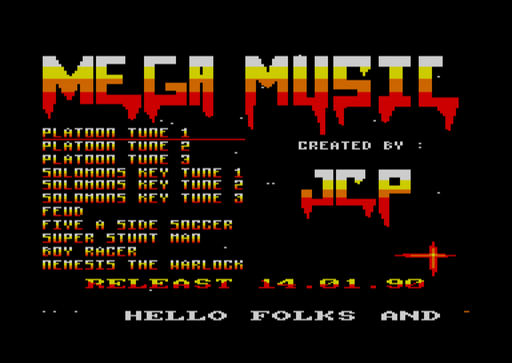 MEGA MUSIC
PLATOON TUNE 1
PLATOON TUNE 2
PLATOON TUNE 3
SOLOMONS KEY TUNE 1
SOLOMONS KEY TUNE 2
SOLOMONS KEY TUNE 3
FEUD
FIVE A SIDE SOCCER
SUPER STUNT MAN
BOY RACER
NEMESIS THE WARLOCK
CREATED BY :
JCP
RELEAST 14.01.90
HELLO FOLKS AND